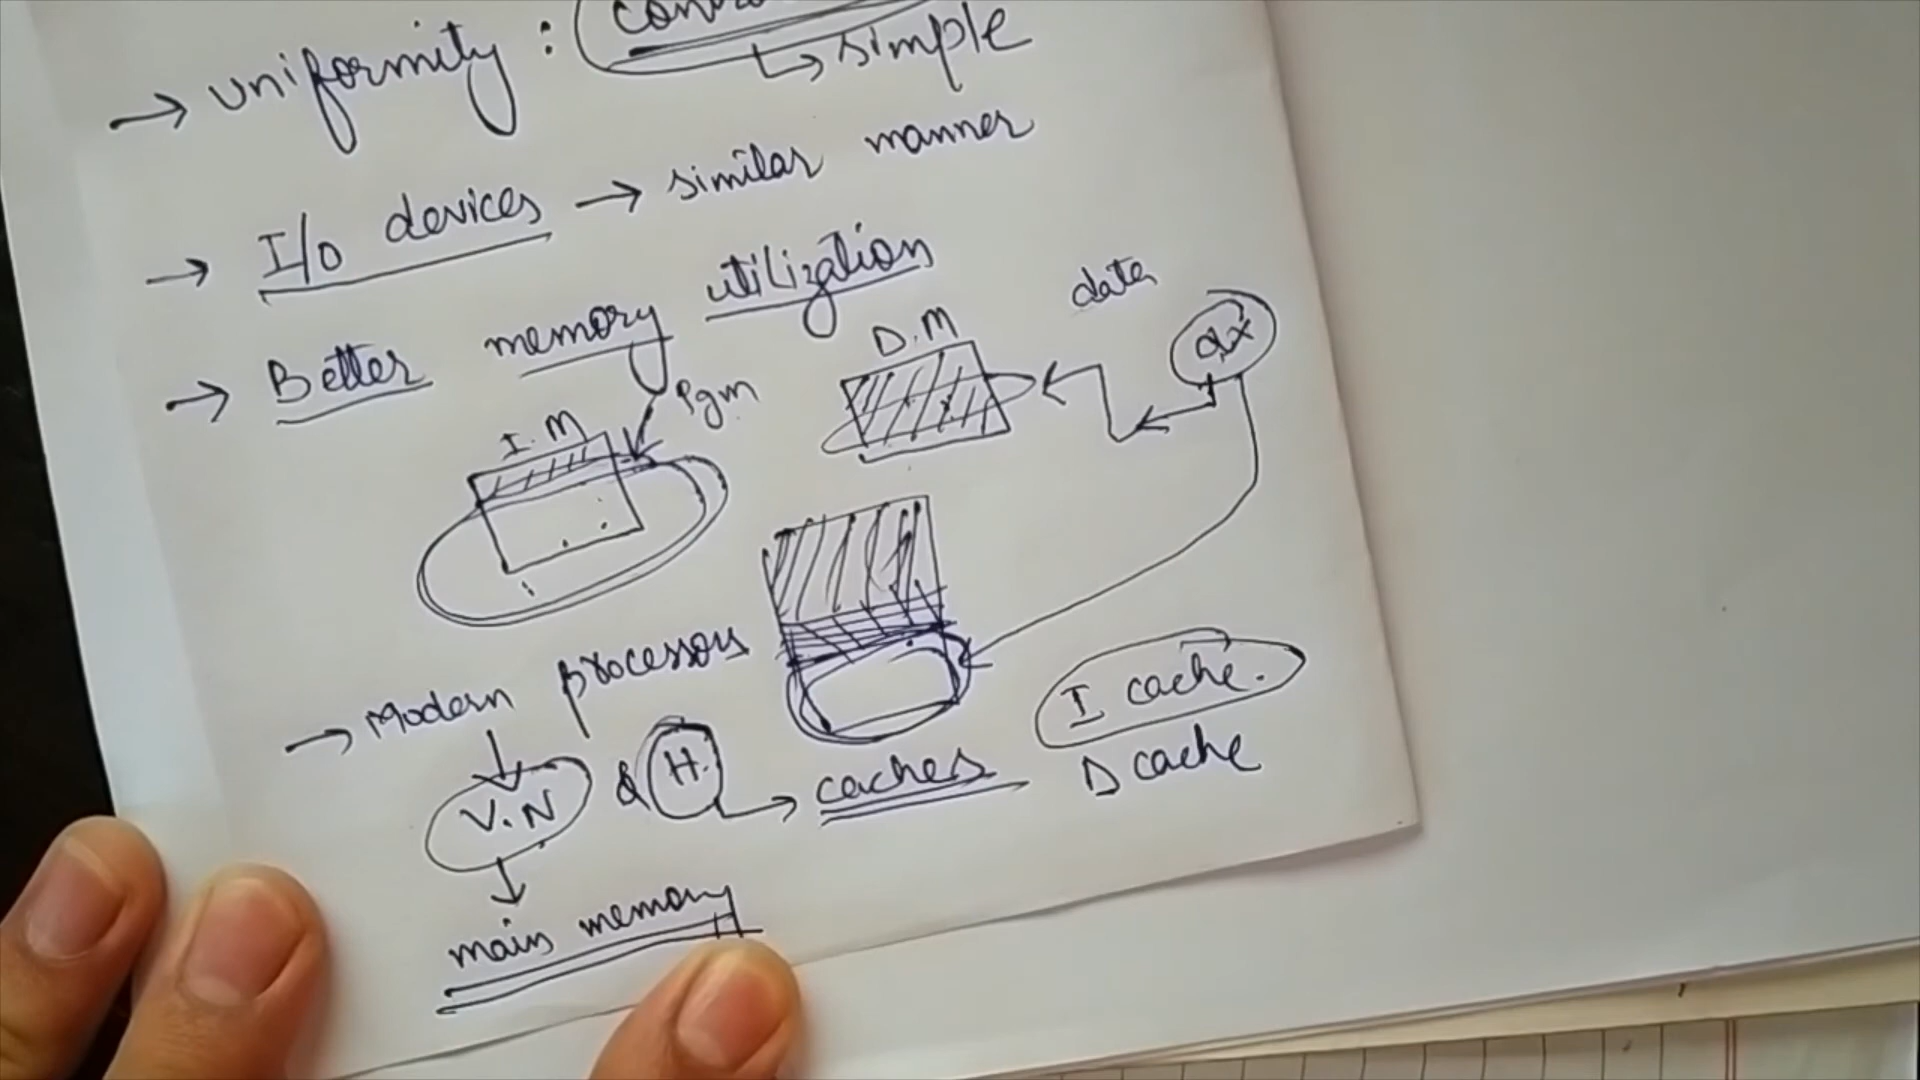 → uniformity :
↳ simple
→ I/o devices → similar manner
→ Better memory utilization
I.M
Pgm
D.M
data
→ Modern processors
V.N & H. → caches
I cache.
D cache
main memory